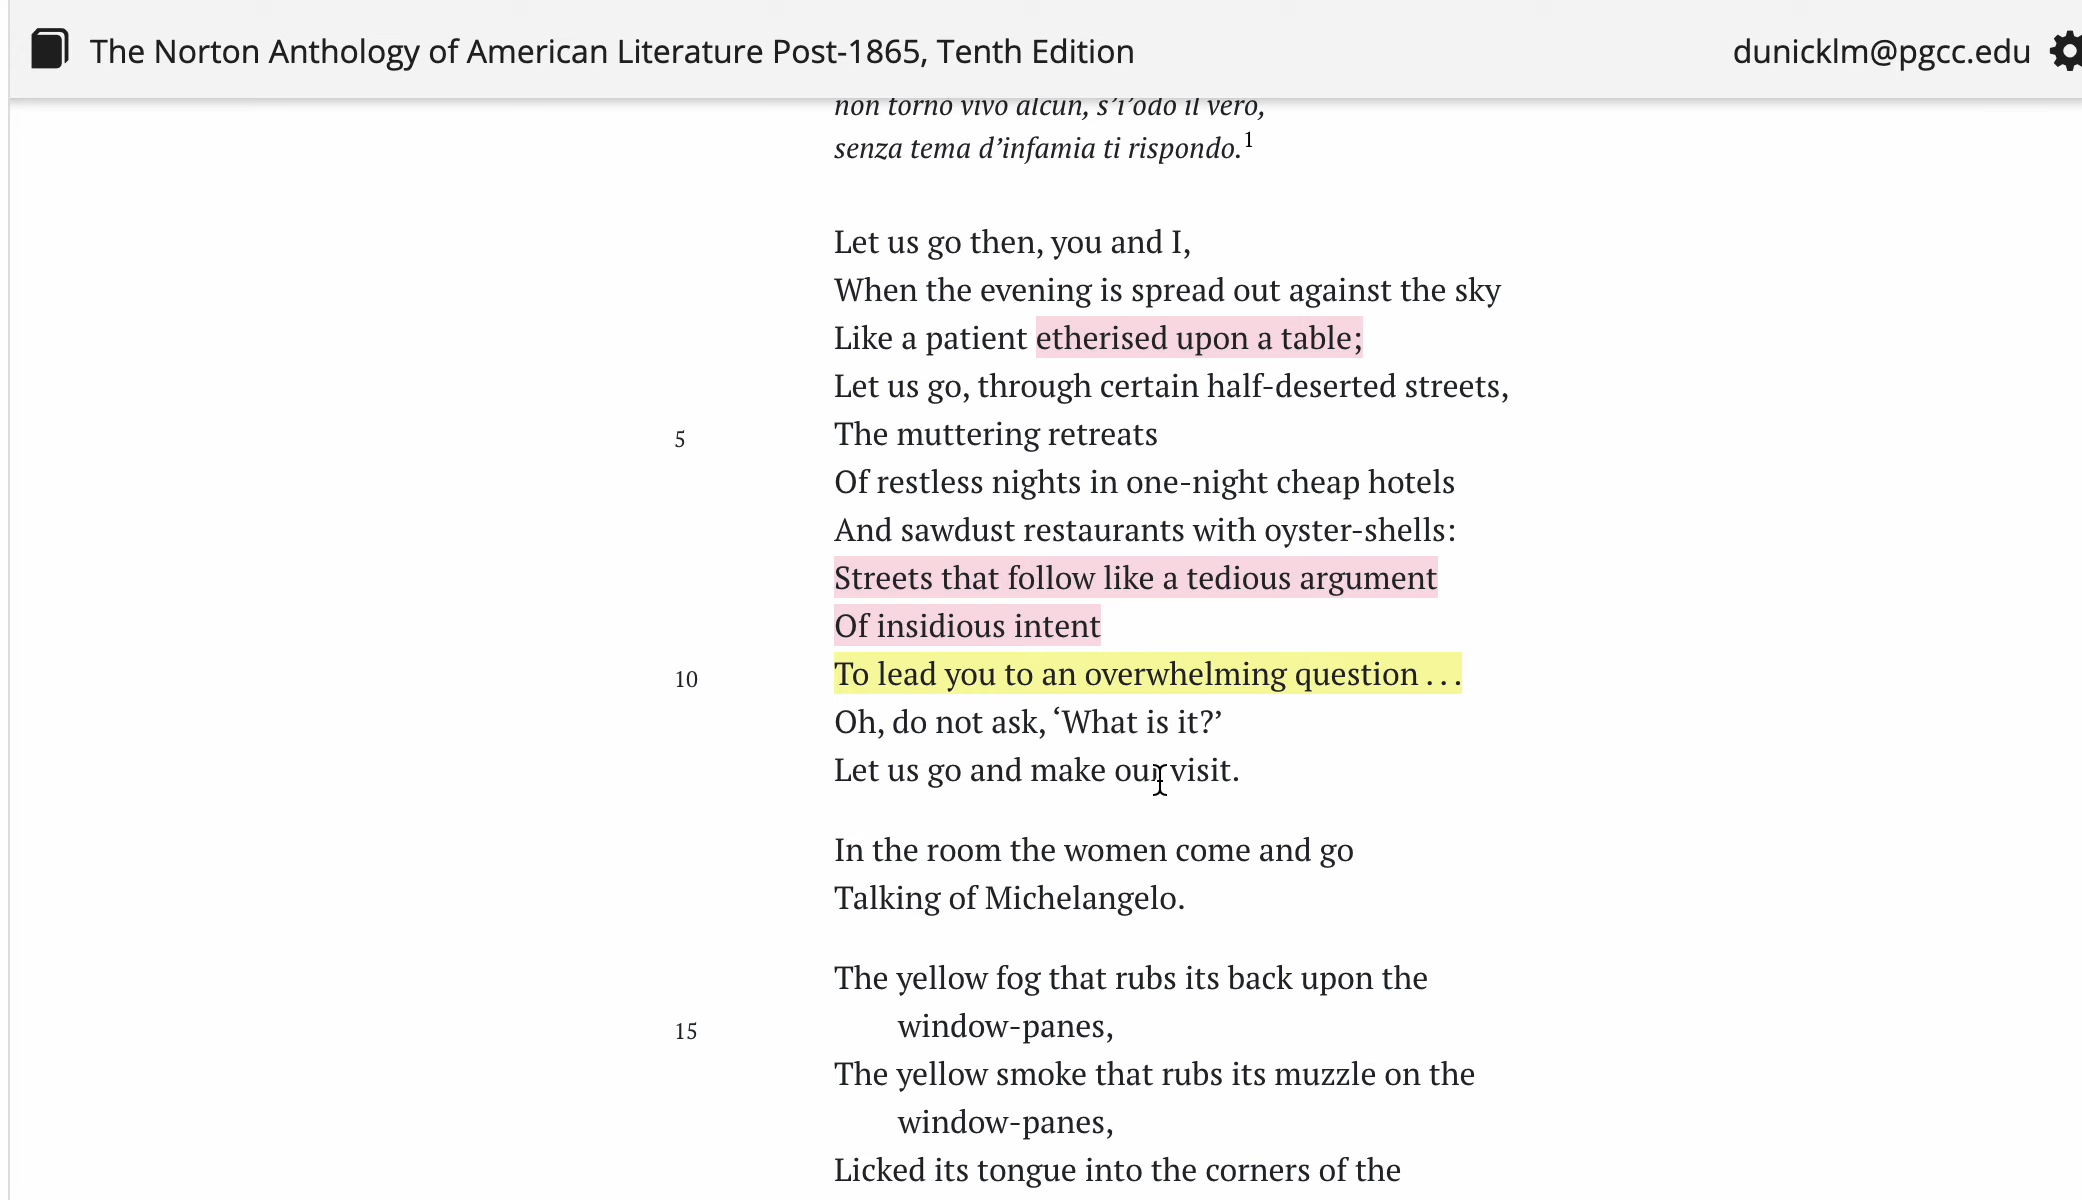 The Norton Anthology of American Literature Post-1865, Tenth Edition
dunicklm@pgcc.edu
non torno vivo alcun, s’i’odo il vero,
senza tema d’infamia ti rispondo.1
Let us go then, you and I,
When the evening is spread out against the sky
Like a patient etherised upon a table;
Let us go, through certain half-deserted streets,
5 The muttering retreats
Of restless nights in one-night cheap hotels
And sawdust restaurants with oyster-shells:
Streets that follow like a tedious argument
Of insidious intent
10 To lead you to an overwhelming question . . .
Oh, do not ask, ‘What is it?’
Let us go and make our visit.
In the room the women come and go
Talking of Michelangelo.
The yellow fog that rubs its back upon the
15 window-panes,
The yellow smoke that rubs its muzzle on the
window-panes,
Licked its tongue into the corners of the